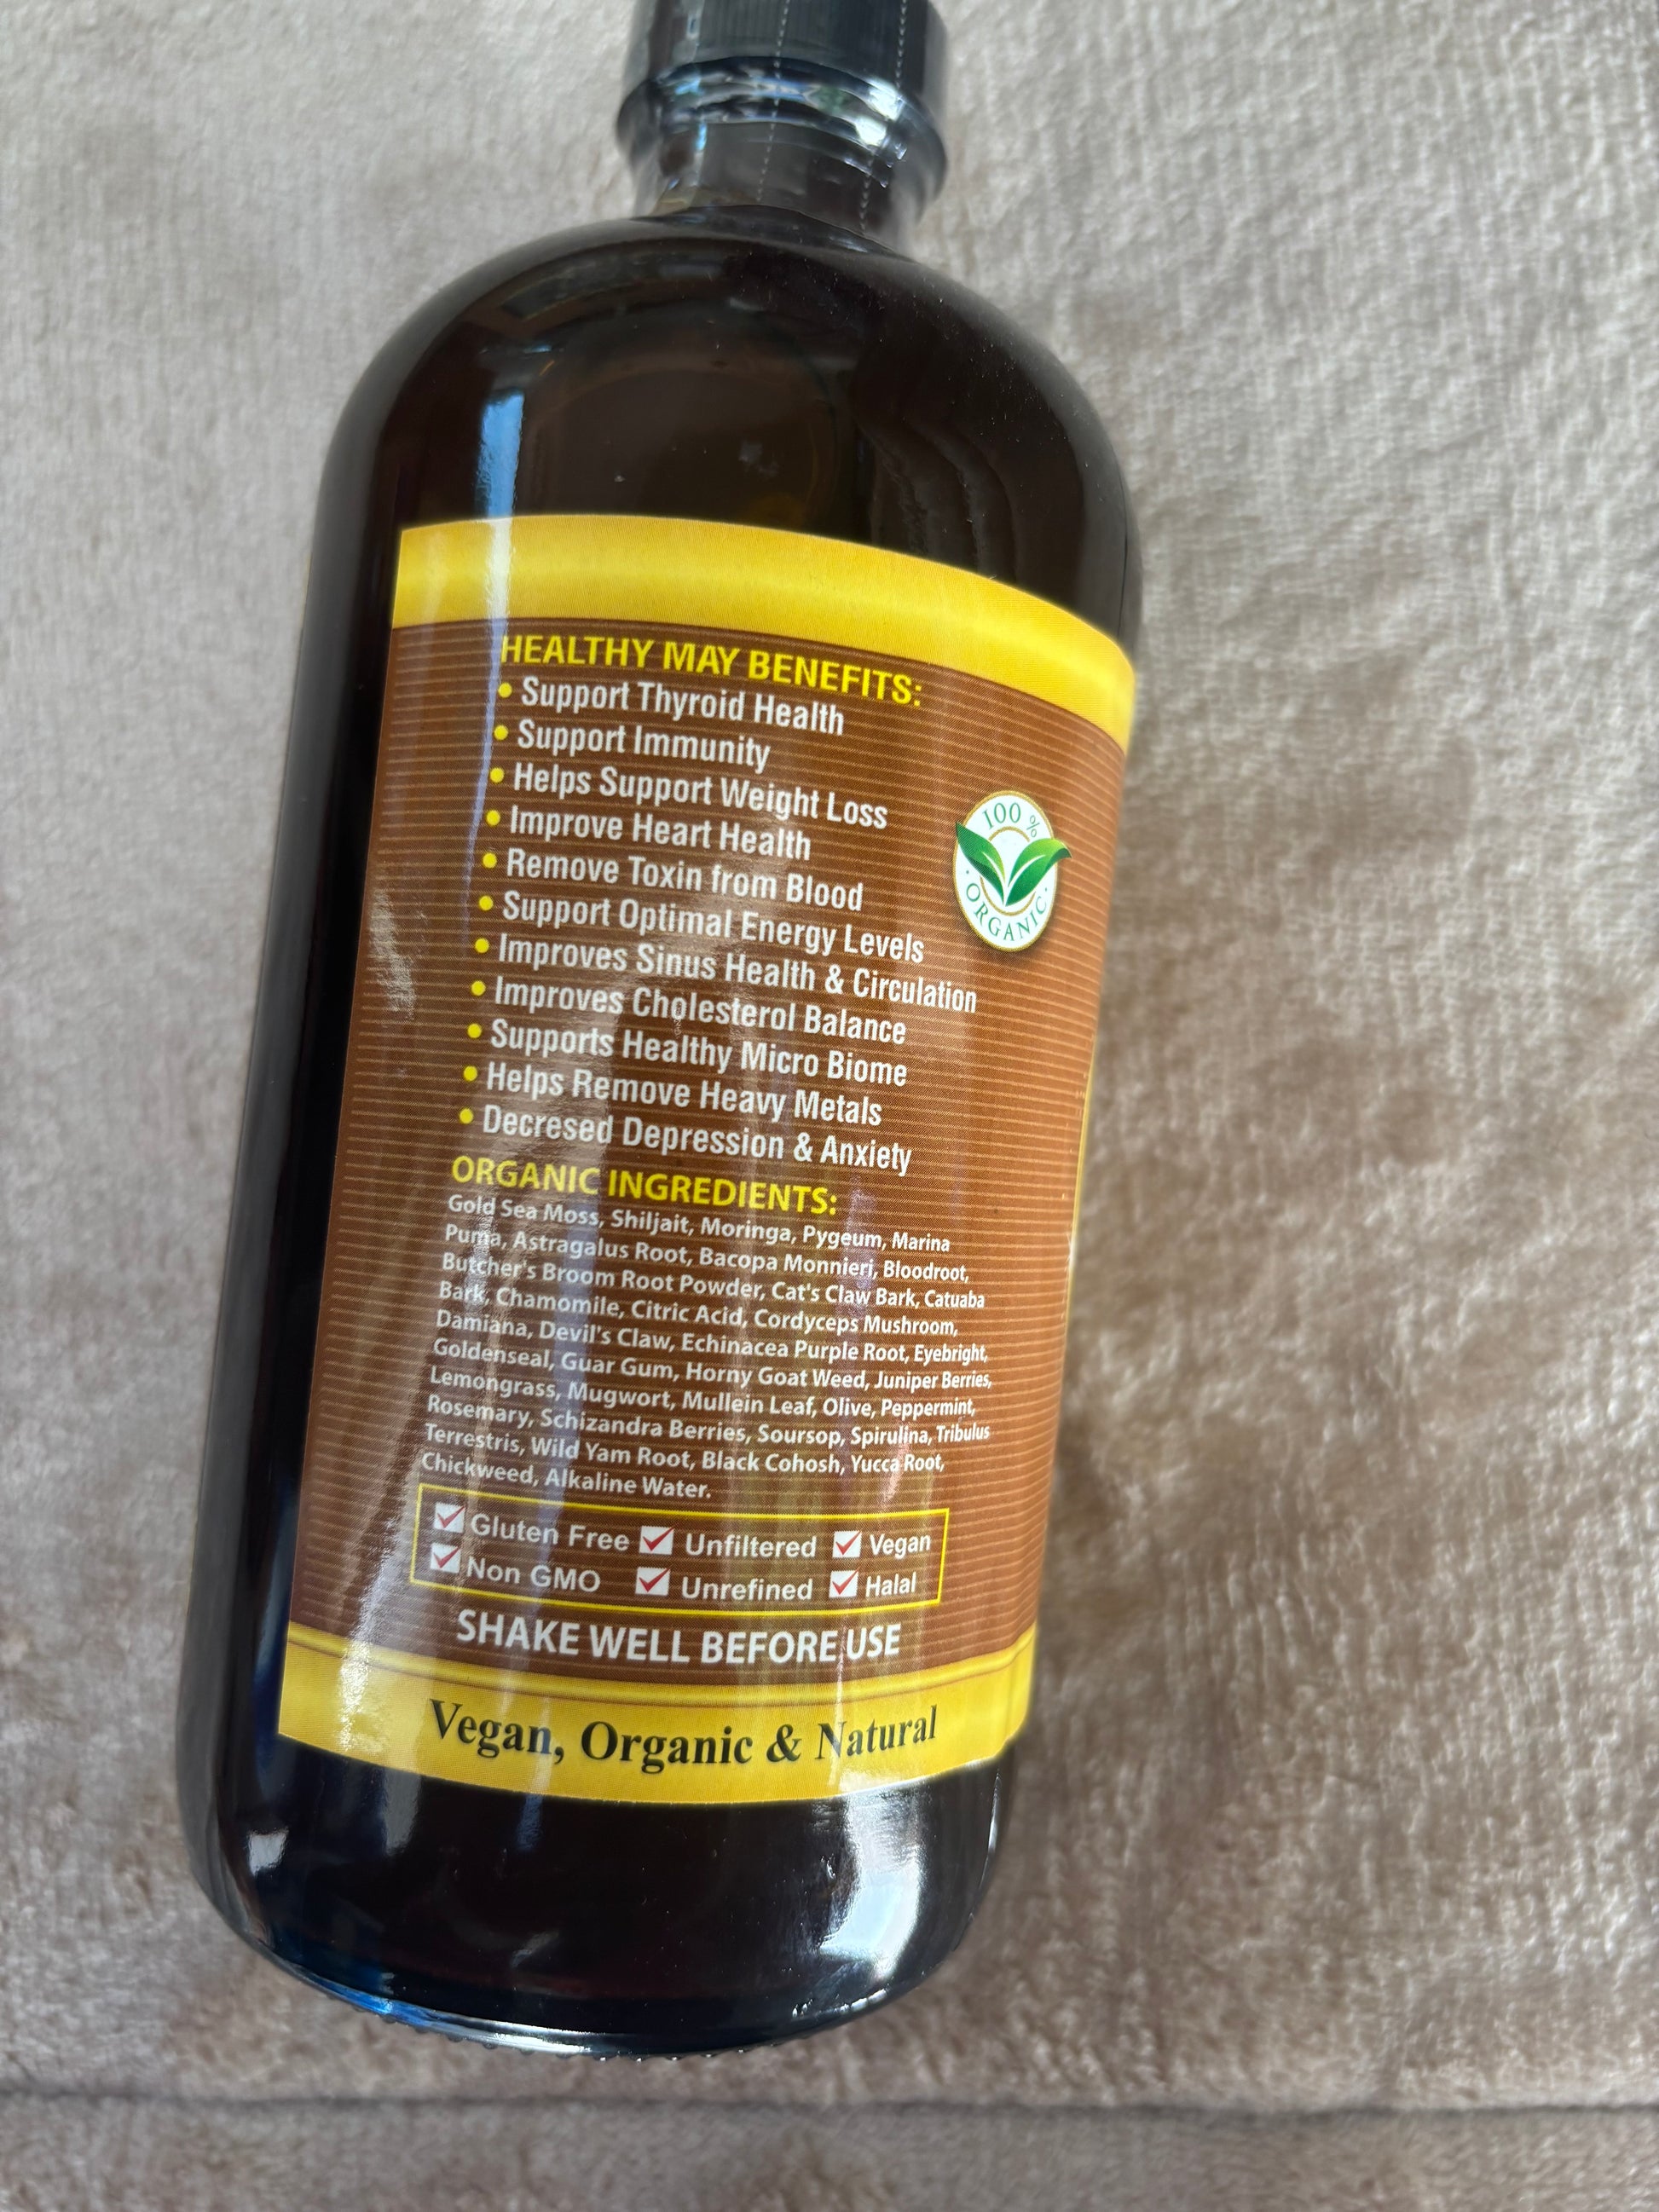 HEALTHY MAY BENEFITS:
• Support Thyroid Health
• Support Immunity
• Helps Support Weight Loss
• Improve Heart Health
• Remove Toxin from Blood
• Support Optimal Energy Levels
• Improves Sinus Health & Circulation
• Improves Cholesterol Balance
• Supports Healthy Micro Biome
• Helps Remove Heavy Metals
• Decresed Depression & Anxiety
100 %
ORGANIC
ORGANIC INGREDIENTS:
Gold Sea Moss, Shiljait, Moringa, Pygeum, Marina
Puma, Astragalus Root, Bacopa Monnieri, Bloodroot,
Butcher's Broom Root Powder, Cat's Claw Bark, Catuaba
Bark, Chamomile, Citric Acid, Cordyceps Mushroom,
Damiana, Devil's Claw, Echinacea Purple Root, Eyebright,
Goldenseal, Guar Gum, Horny Goat Weed, Juniper Berries,
Lemongrass, Mugwort, Mullein Leaf, Olive, Peppermint,
Rosemary, Schizandra Berries, Soursop, Spirulina, Tribulus
Terrestris, Wild Yam Root, Black Cohosh, Yucca Root,
Chickweed, Alkaline Water.
Gluten Free Unfiltered Vegan
Non GMO Unrefined Halal
SHAKE WELL BEFORE USE
Vegan, Organic & Natural